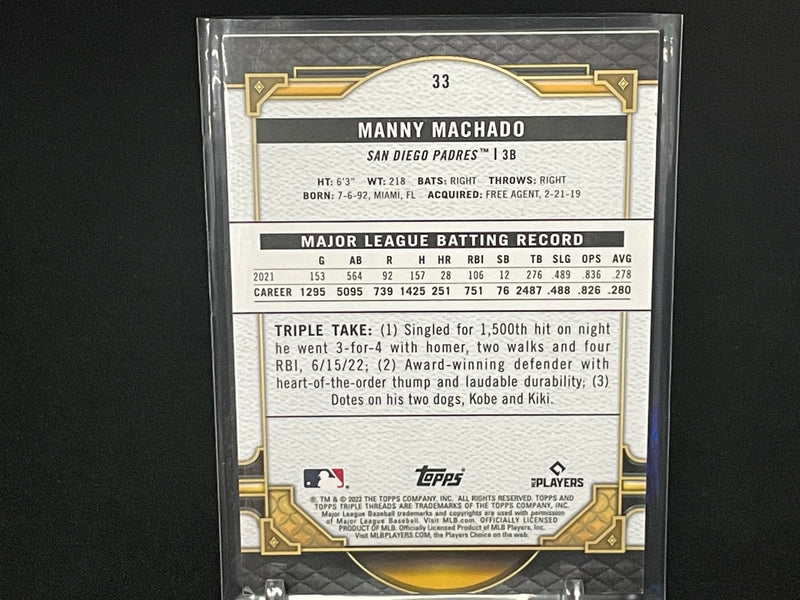 33
MANNY MACHADO
SAN DIEGO PADRES™ | 3B
HT: 6'3" WT: 218 BATS: RIGHT THROWS: RIGHT
BORN: 7-6-92, MIAMI, FL ACQUIRED: FREE AGENT, 2-21-19
MAJOR LEAGUE BATTING RECORD
G AB R H HR RBI SB TB SLG OPS AVG
2021 153 564 92 157 28 106 12 276 .489 .836 .278
CAREER 1295 5095 739 1425 251 751 76 2487 .488 .826 .280
TRIPLE TAKE: (1) Singled for 1,500th hit on night
he went 3-for-4 with homer, two walks and four
RBI, 6/15/22; (2) Award-winning defender with
heart-of-the-order thump and laudable durability; (3)
Dotes on his two dogs, Kobe and Kiki.
Topps
MLB PLAYERS
®, TM & © 2022 THE TOPPS COMPANY, INC. ALL RIGHTS RESERVED. TOPPS AND
TOPPS TRIPLE THREADS ARE TRADEMARKS OF THE TOPPS COMPANY, INC.
Major League Baseball trademarks and copyrights are used with permission
of Major League Baseball. Visit MLB.com. OFFICIALLY LICENSED
PRODUCT OF MLB Players, Inc.
Visit MLBPLAYERS.COM, the Players Choice on the web.